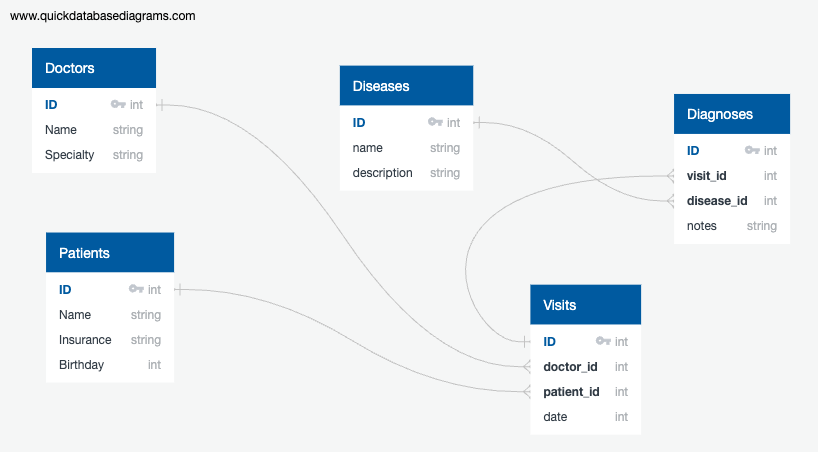 www.quickdatabasediagrams.com
Doctors
ID int
Name string
Specialty string
Diseases
ID int
name string
description string
Diagnoses
ID int
visit_id int
disease_id int
notes string
Patients
ID int
Name string
Insurance string
Birthday int
Visits
ID int
doctor_id int
patient_id int
date int